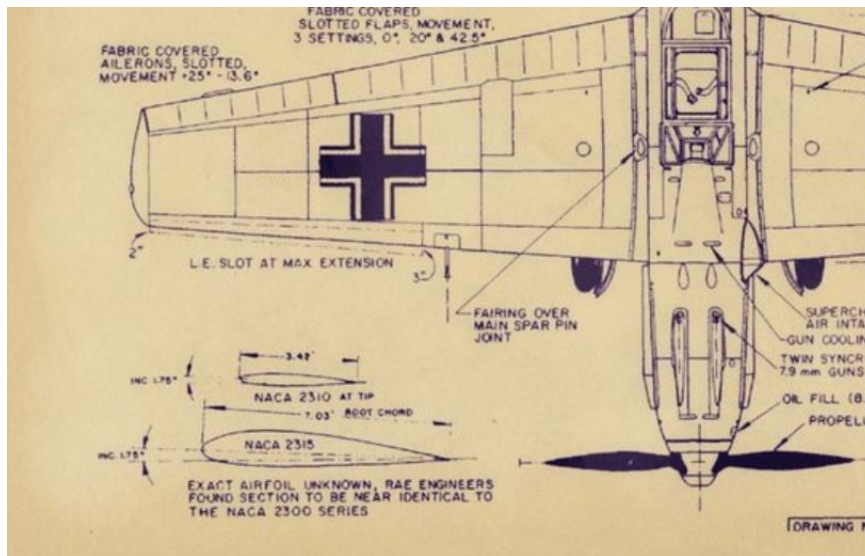 FABRIC COVERED
SLOTTED FLAPS, MOVEMENT,
3 SETTINGS, 0°, 20° & 42.5°
FABRIC COVERED
AILERONS, SLOTTED,
MOVEMENT +25° -13.6°
2"
L.E. SLOT AT MAX EXTENSION
3"
FAIRING OVER
MAIN SPAR PIN
JOINT
SUPERCH
AIR INTA
GUN COOLIN
TWIN SYNCR
7.9 mm GUNS
OIL FILL (8.
PROPELL
3.42'
INC. 1.75°
NACA 2310 AT TIP
7.03' ROOT CHORD
NACA 2315
INC. 1.75°
EXACT AIRFOIL UNKNOWN, RAE ENGINEERS
FOUND SECTION TO BE NEAR IDENTICAL TO
THE NACA 2300 SERIES
DRAWING